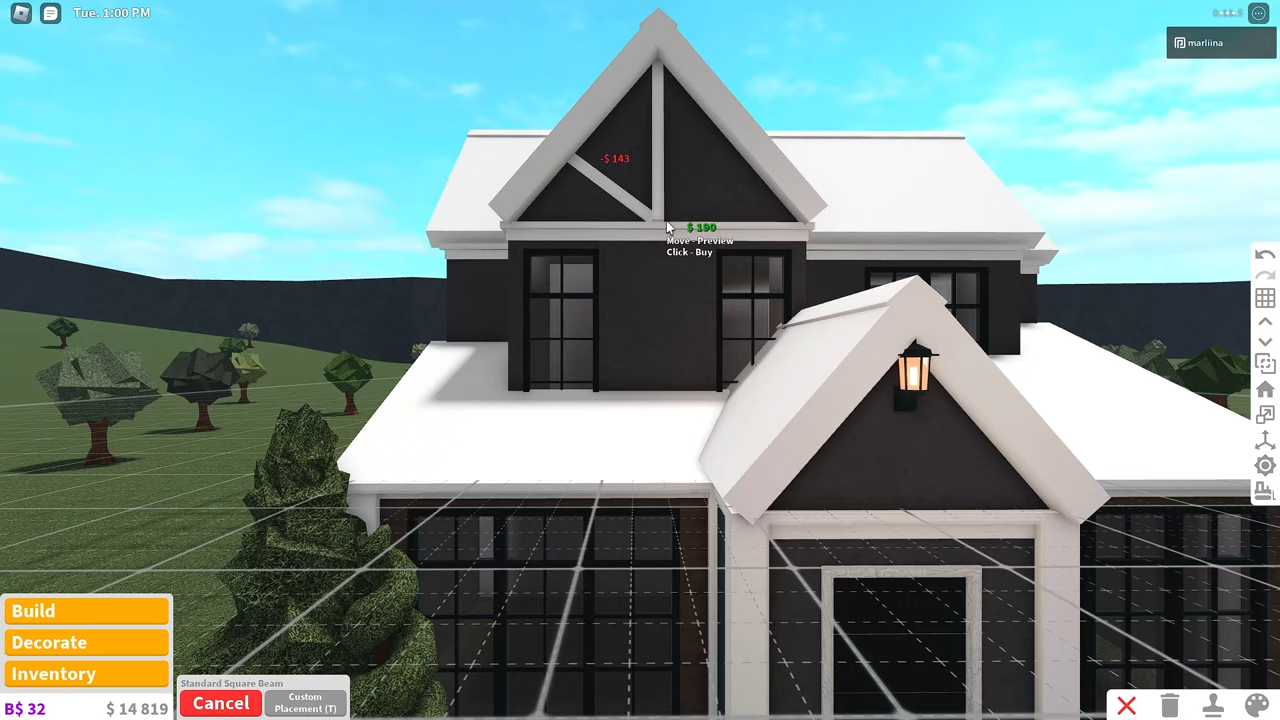 Tue. 1:00 PM
marliina
-$ 143
$ 190
Move - Preview
Click - Buy
Build
Decorate
Inventory
Standard Square Beam
Cancel
Custom
Placement (T)
B$ 32
$ 14 819